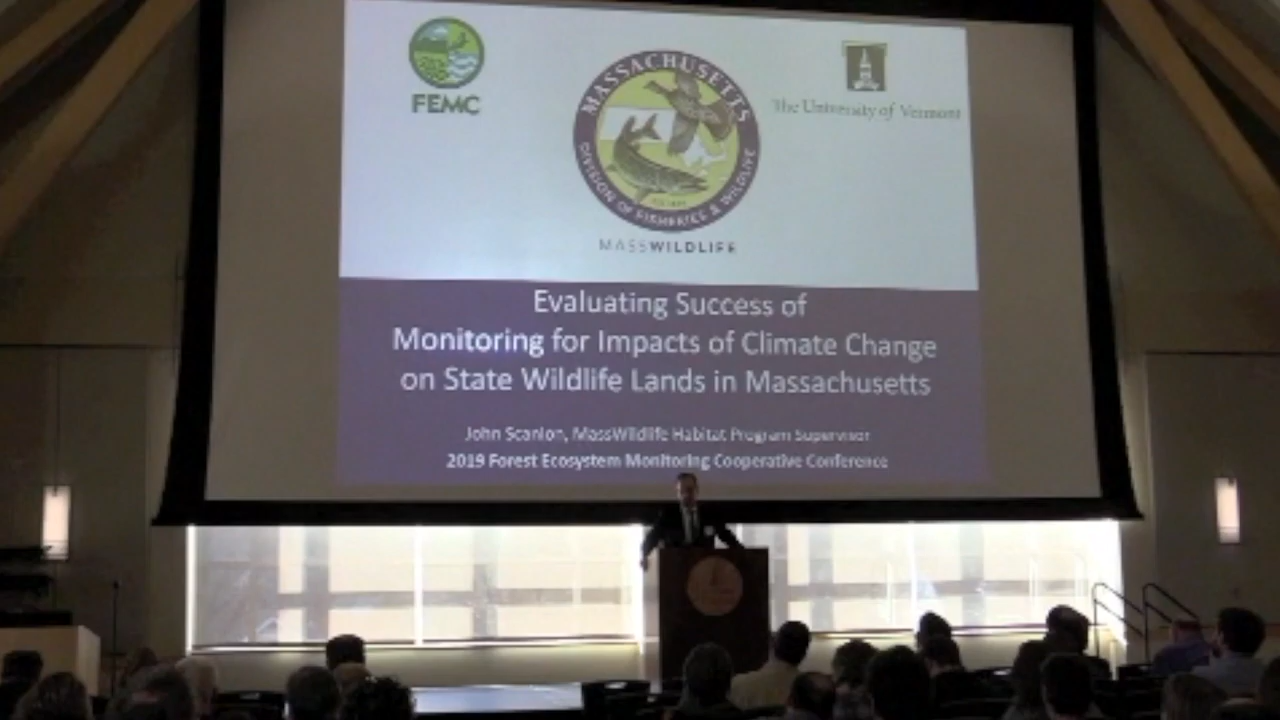 FEMC
MASSACHUSETTS
DIVISION OF FISHERIES & WILDLIFE
MASSWILDLIFE
The University of Vermont
Evaluating Success of
Monitoring for Impacts of Climate Change
on State Wildlife Lands in Massachusetts
John Scanlon, MassWildlife Habitat Program Supervisor
2019 Forest Ecosystem Monitoring Cooperative Conference